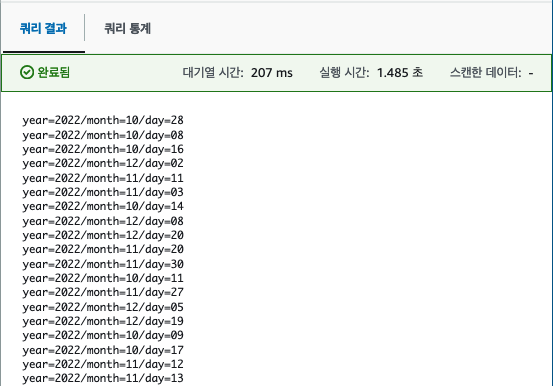 쿼리 결과 쿼리 통계
완료됨 대기열 시간: 207 ms 실행 시간: 1.485 초 스캔한 데이터: -
year=2022/month=10/day=28
year=2022/month=10/day=08
year=2022/month=10/day=16
year=2022/month=12/day=02
year=2022/month=11/day=11
year=2022/month=11/day=03
year=2022/month=10/day=14
year=2022/month=12/day=08
year=2022/month=12/day=20
year=2022/month=11/day=20
year=2022/month=11/day=30
year=2022/month=10/day=11
year=2022/month=11/day=27
year=2022/month=12/day=05
year=2022/month=12/day=19
year=2022/month=10/day=09
year=2022/month=10/day=17
year=2022/month=11/day=12
year=2022/month=11/day=13